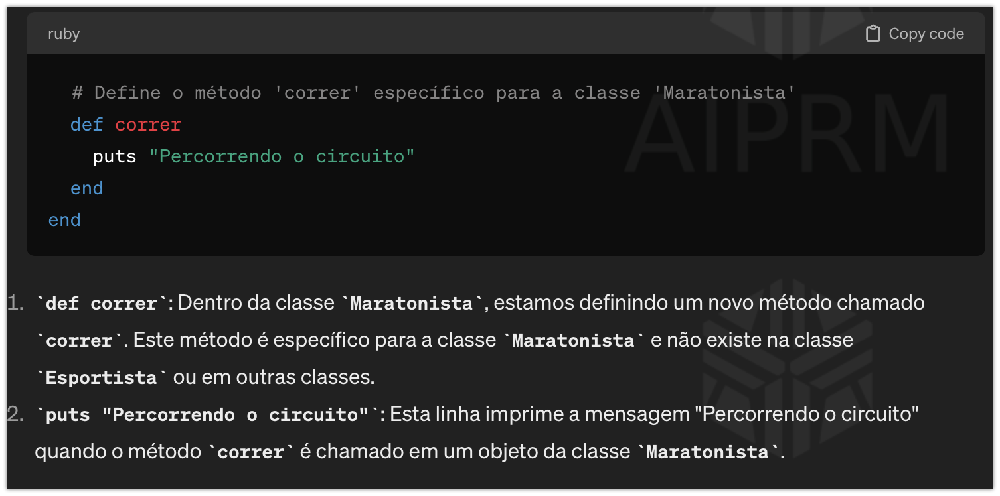 ruby
Copy code
# Define o método 'correr' específico para a classe 'Maratonista'
def correr
puts "Percorrendo o circuito"
end
end
AIPRM
1. `def correr`: Dentro da classe `Maratonista`, estamos definindo um novo método chamado
`correr`. Este método é específico para a classe `Maratonista` e não existe na classe
`Esportista` ou em outras classes.
2. `puts "Percorrendo o circuito"`: Esta linha imprime a mensagem "Percorrendo o circuito"
quando o método `correr` é chamado em um objeto da classe `Maratonista`.